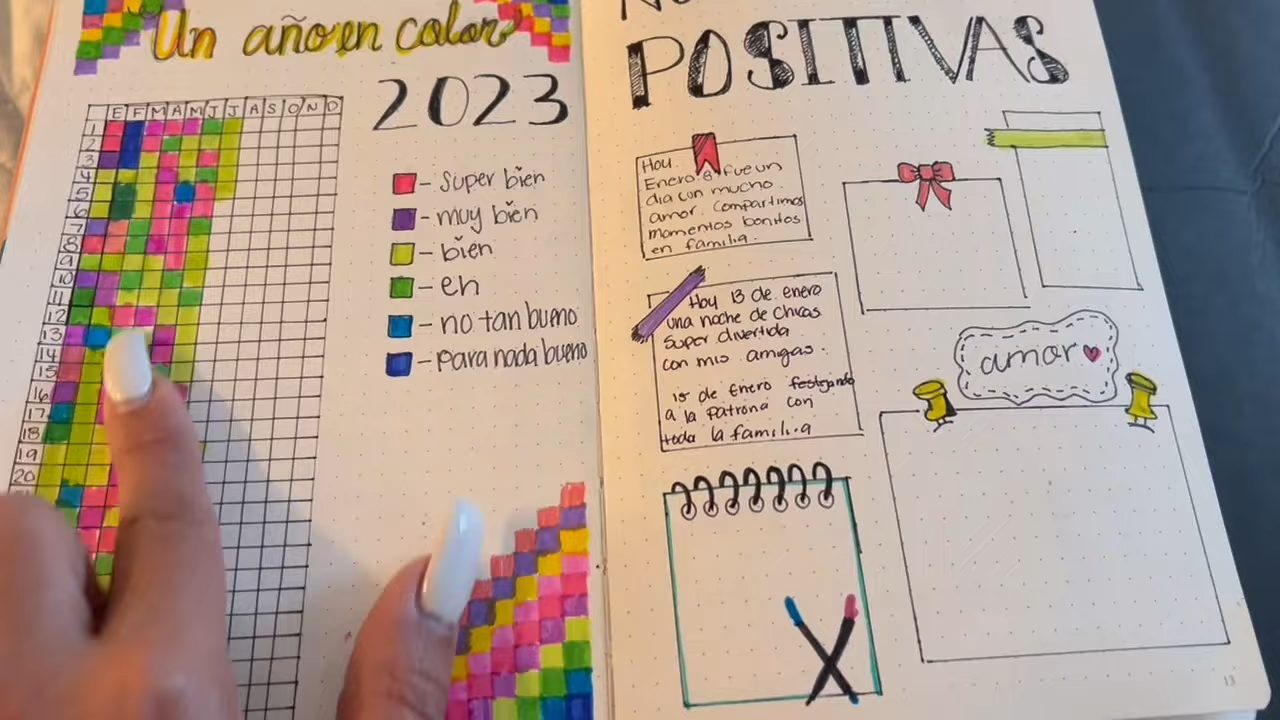 Un año en color
2023
E F M A M J J A S O N D
1
2
3
4
5
6
7
8
9
10
11
12
13
14
15
16
17
18
19
20
- super bien
- muy bien
- bien
- eh
- no tan bueno
- para nada bueno
POSITIVAS
Hoy
Enero 8 fue un
dia con mucho
amor. Compartimos
momentos bonitos
en familia.
Hoy 13 de enero
una noche de chicas
super divertida
con mis amigas.
15 de Enero festejando
a la Patrona con
toda la familia
amor
13